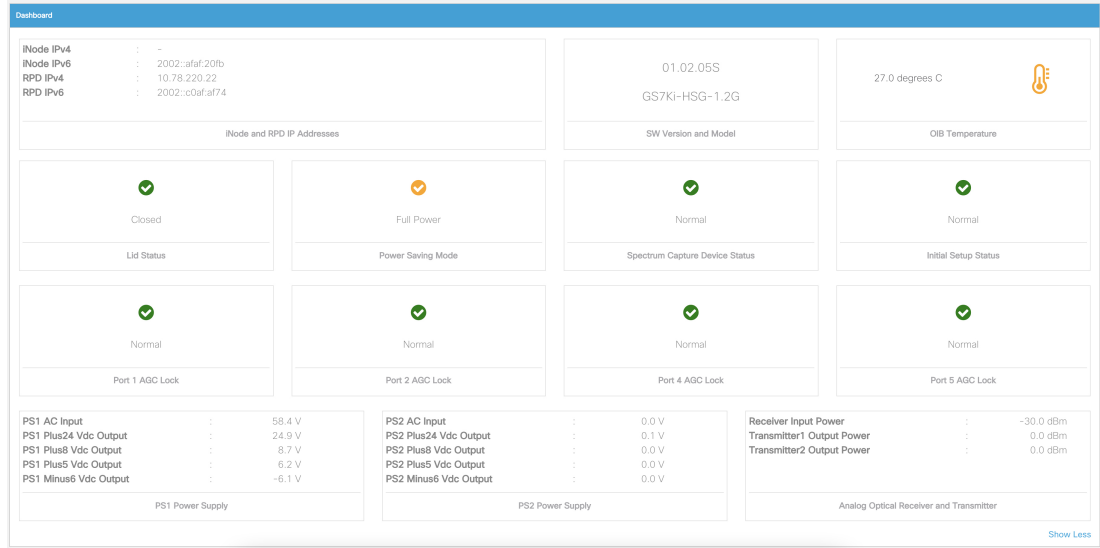 Dashboard
iNode IPv4 : -
iNode IPv6 : 2002::afaf:20fb
RPD IPv4 : 10.78.220.22
RPD IPv6 : 2002::c0af:af74
iNode and RPD IP Addresses
01.02.05S
GS7Ki-HSG-1.2G
SW Version and Model
27.0 degrees C
OIB Temperature
Closed
Lid Status
Full Power
Power Saving Mode
Normal
Spectrum Capture Device Status
Normal
Initial Setup Status
Normal
Port 1 AGC Lock
Normal
Port 2 AGC Lock
Normal
Port 4 AGC Lock
Normal
Port 5 AGC Lock
PS1 AC Input : 58.4 V
PS1 Plus24 Vdc Output : 24.9 V
PS1 Plus8 Vdc Output : 8.7 V
PS1 Plus5 Vdc Output : 6.2 V
PS1 Minus6 Vdc Output : -6.1 V
PS1 Power Supply
PS2 AC Input : 0.0 V
PS2 Plus24 Vdc Output : 0.1 V
PS2 Plus8 Vdc Output : 0.0 V
PS2 Plus5 Vdc Output : 0.0 V
PS2 Minus6 Vdc Output : 0.0 V
PS2 Power Supply
Receiver Input Power : -30.0 dBm
Transmitter1 Output Power : 0.0 dBm
Transmitter2 Output Power : 0.0 dBm
Analog Optical Receiver and Transmitter
Show Less